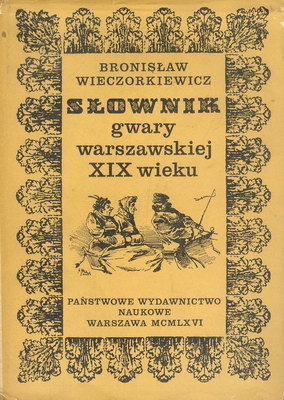 BRONISŁAW
WIECZORKIEWICZ
SŁOWNIK
gwary
warszawskiej
XIX wieku
PAŃSTWOWE WYDAWNICTWO
NAUKOWE
WARSZAWA MCMLXVI